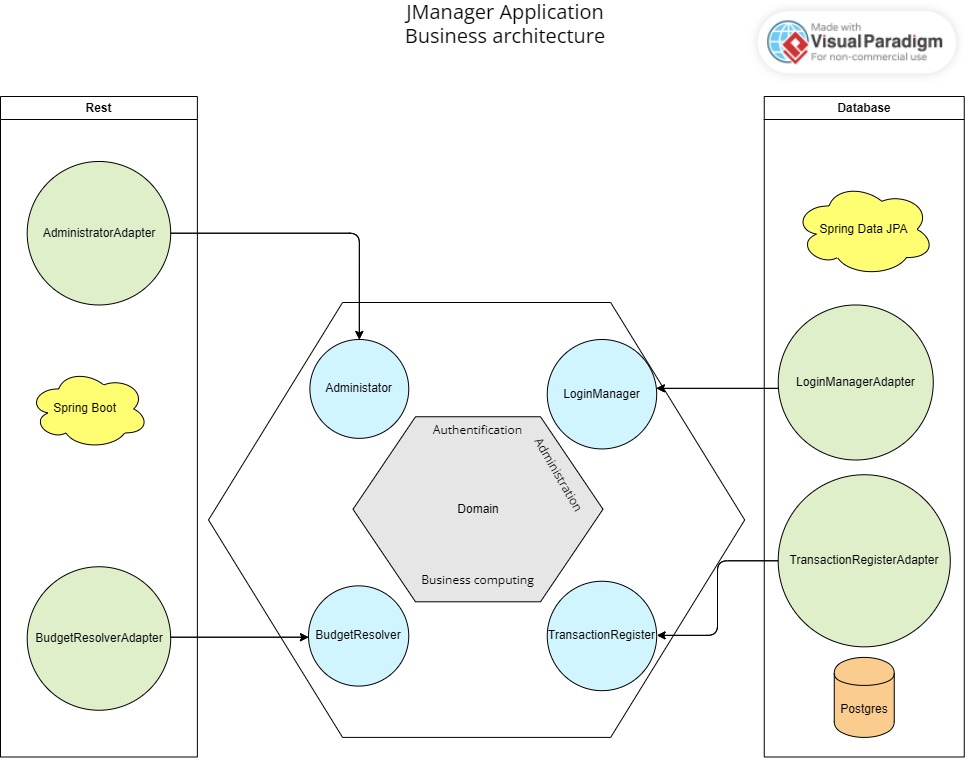 JManager Application
Business architecture
Made with
Visual Paradigm
For non-commercial use
Rest
Database
AdministratorAdapter
Spring Data JPA
Administator
LoginManager
LoginManagerAdapter
Spring Boot
Authentification
Administration
Domain
TransactionRegisterAdapter
Business computing
BudgetResolverAdapter
BudgetResolver
TransactionRegister
Postgres